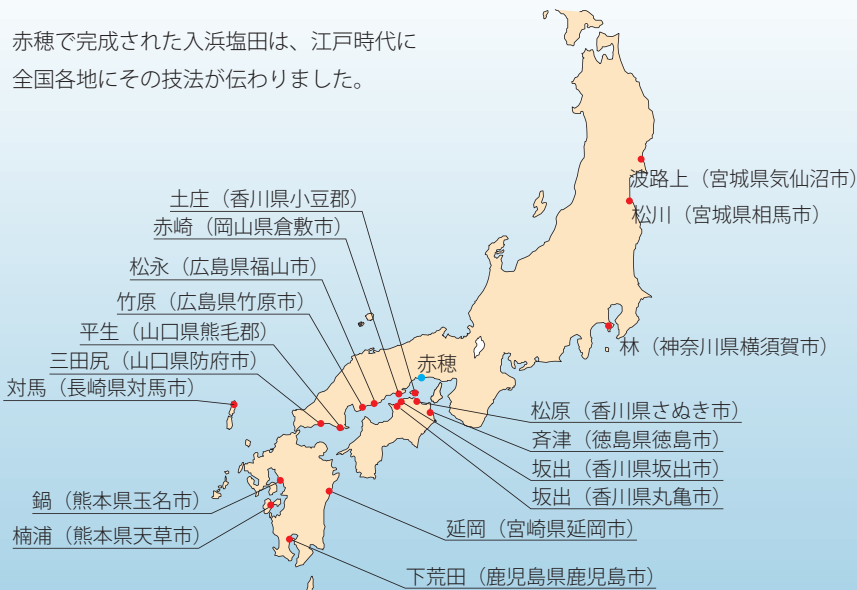 赤穂で完成された入浜塩田は、江戸時代に
全国各地にその技法が伝わりました。
波路上（宮城県気仙沼市）
松川（宮城県相馬市）
土庄（香川県小豆郡）
赤崎（岡山県倉敷市）
松永（広島県福山市）
竹原（広島県竹原市）
平生（山口県熊毛郡）
三田尻（山口県防府市）
対馬（長崎県対馬市）
赤穂
林（神奈川県横須賀市）
松原（香川県さぬき市）
斉津（徳島県徳島市）
坂出（香川県坂出市）
坂出（香川県丸亀市）
鍋（熊本県玉名市）
楠浦（熊本県天草市）
延岡（宮崎県延岡市）
下荒田（鹿児島県鹿児島市）